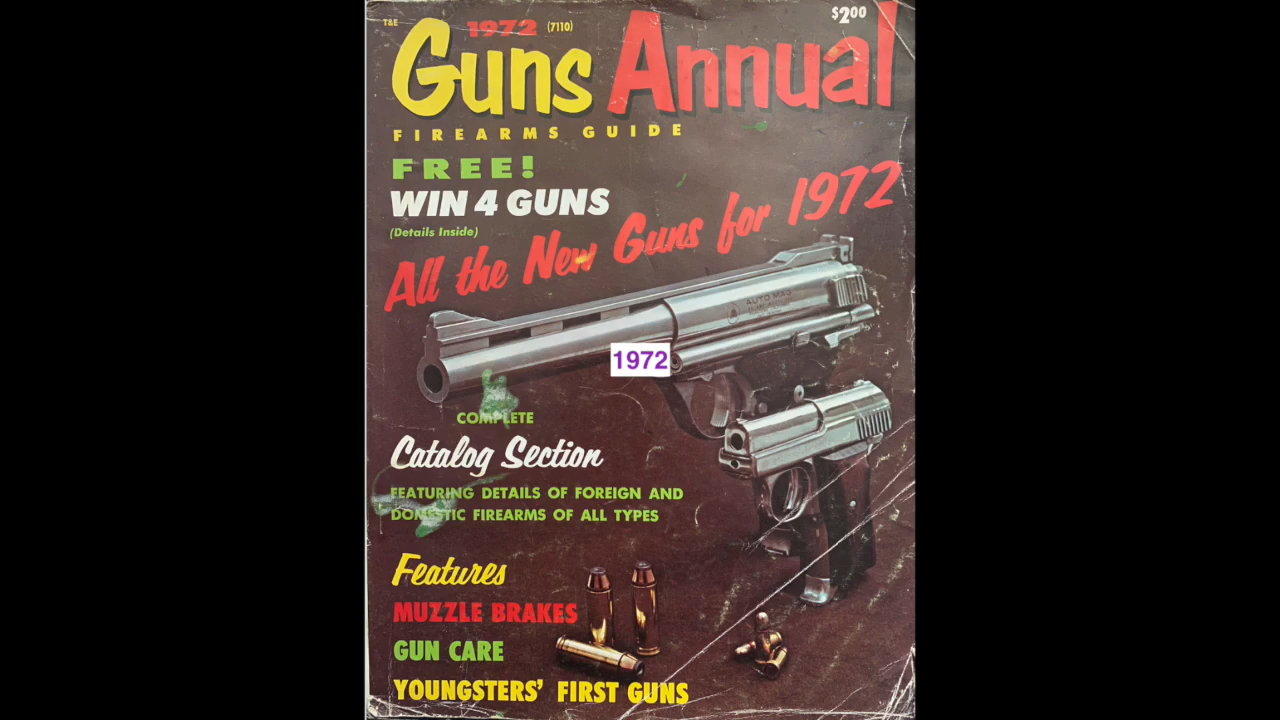 T&E
1972 (7110)
$2.00
Guns Annual
FIREARMS GUIDE
FREE!
WIN 4 GUNS
(Details Inside)
All the New Guns for 1972
AUTO MAG
1972
COMPLETE
Catalog Section
FEATURING DETAILS OF FOREIGN AND
DOMESTIC FIREARMS OF ALL TYPES
Features
MUZZLE BRAKES
GUN CARE
YOUNGSTERS' FIRST GUNS